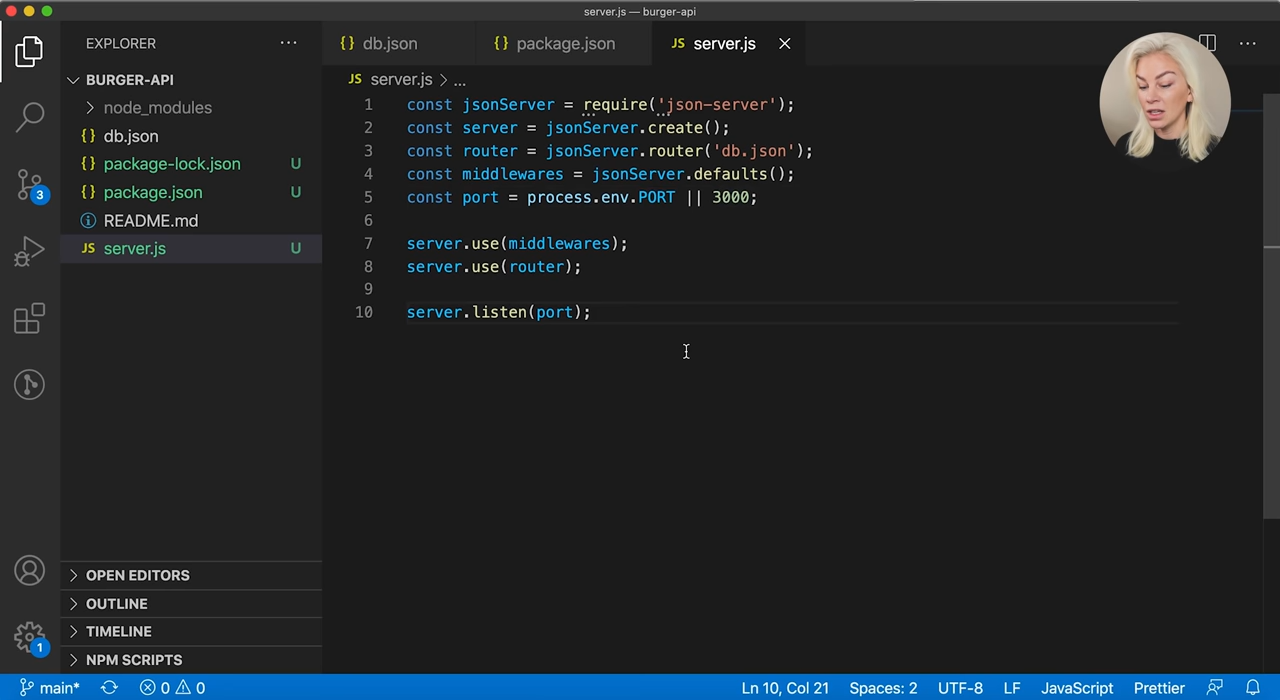 server.js — burger-api
EXPLORER
{} db.json
{} package.json
JS server.js
BURGER-API
node_modules
{} db.json
{} package-lock.json U
{} package.json U
README.md
JS server.js U
3
JS server.js > ...
1 const jsonServer = require('json-server');
2 const server = jsonServer.create();
3 const router = jsonServer.router('db.json');
4 const middlewares = jsonServer.defaults();
5 const port = process.env.PORT || 3000;
6
7 server.use(middlewares);
8 server.use(router);
9
10 server.listen(port);
OPEN EDITORS
OUTLINE
TIMELINE
NPM SCRIPTS
1
main* 0 0 Ln 10, Col 21 Spaces: 2 UTF-8 LF JavaScript Prettier